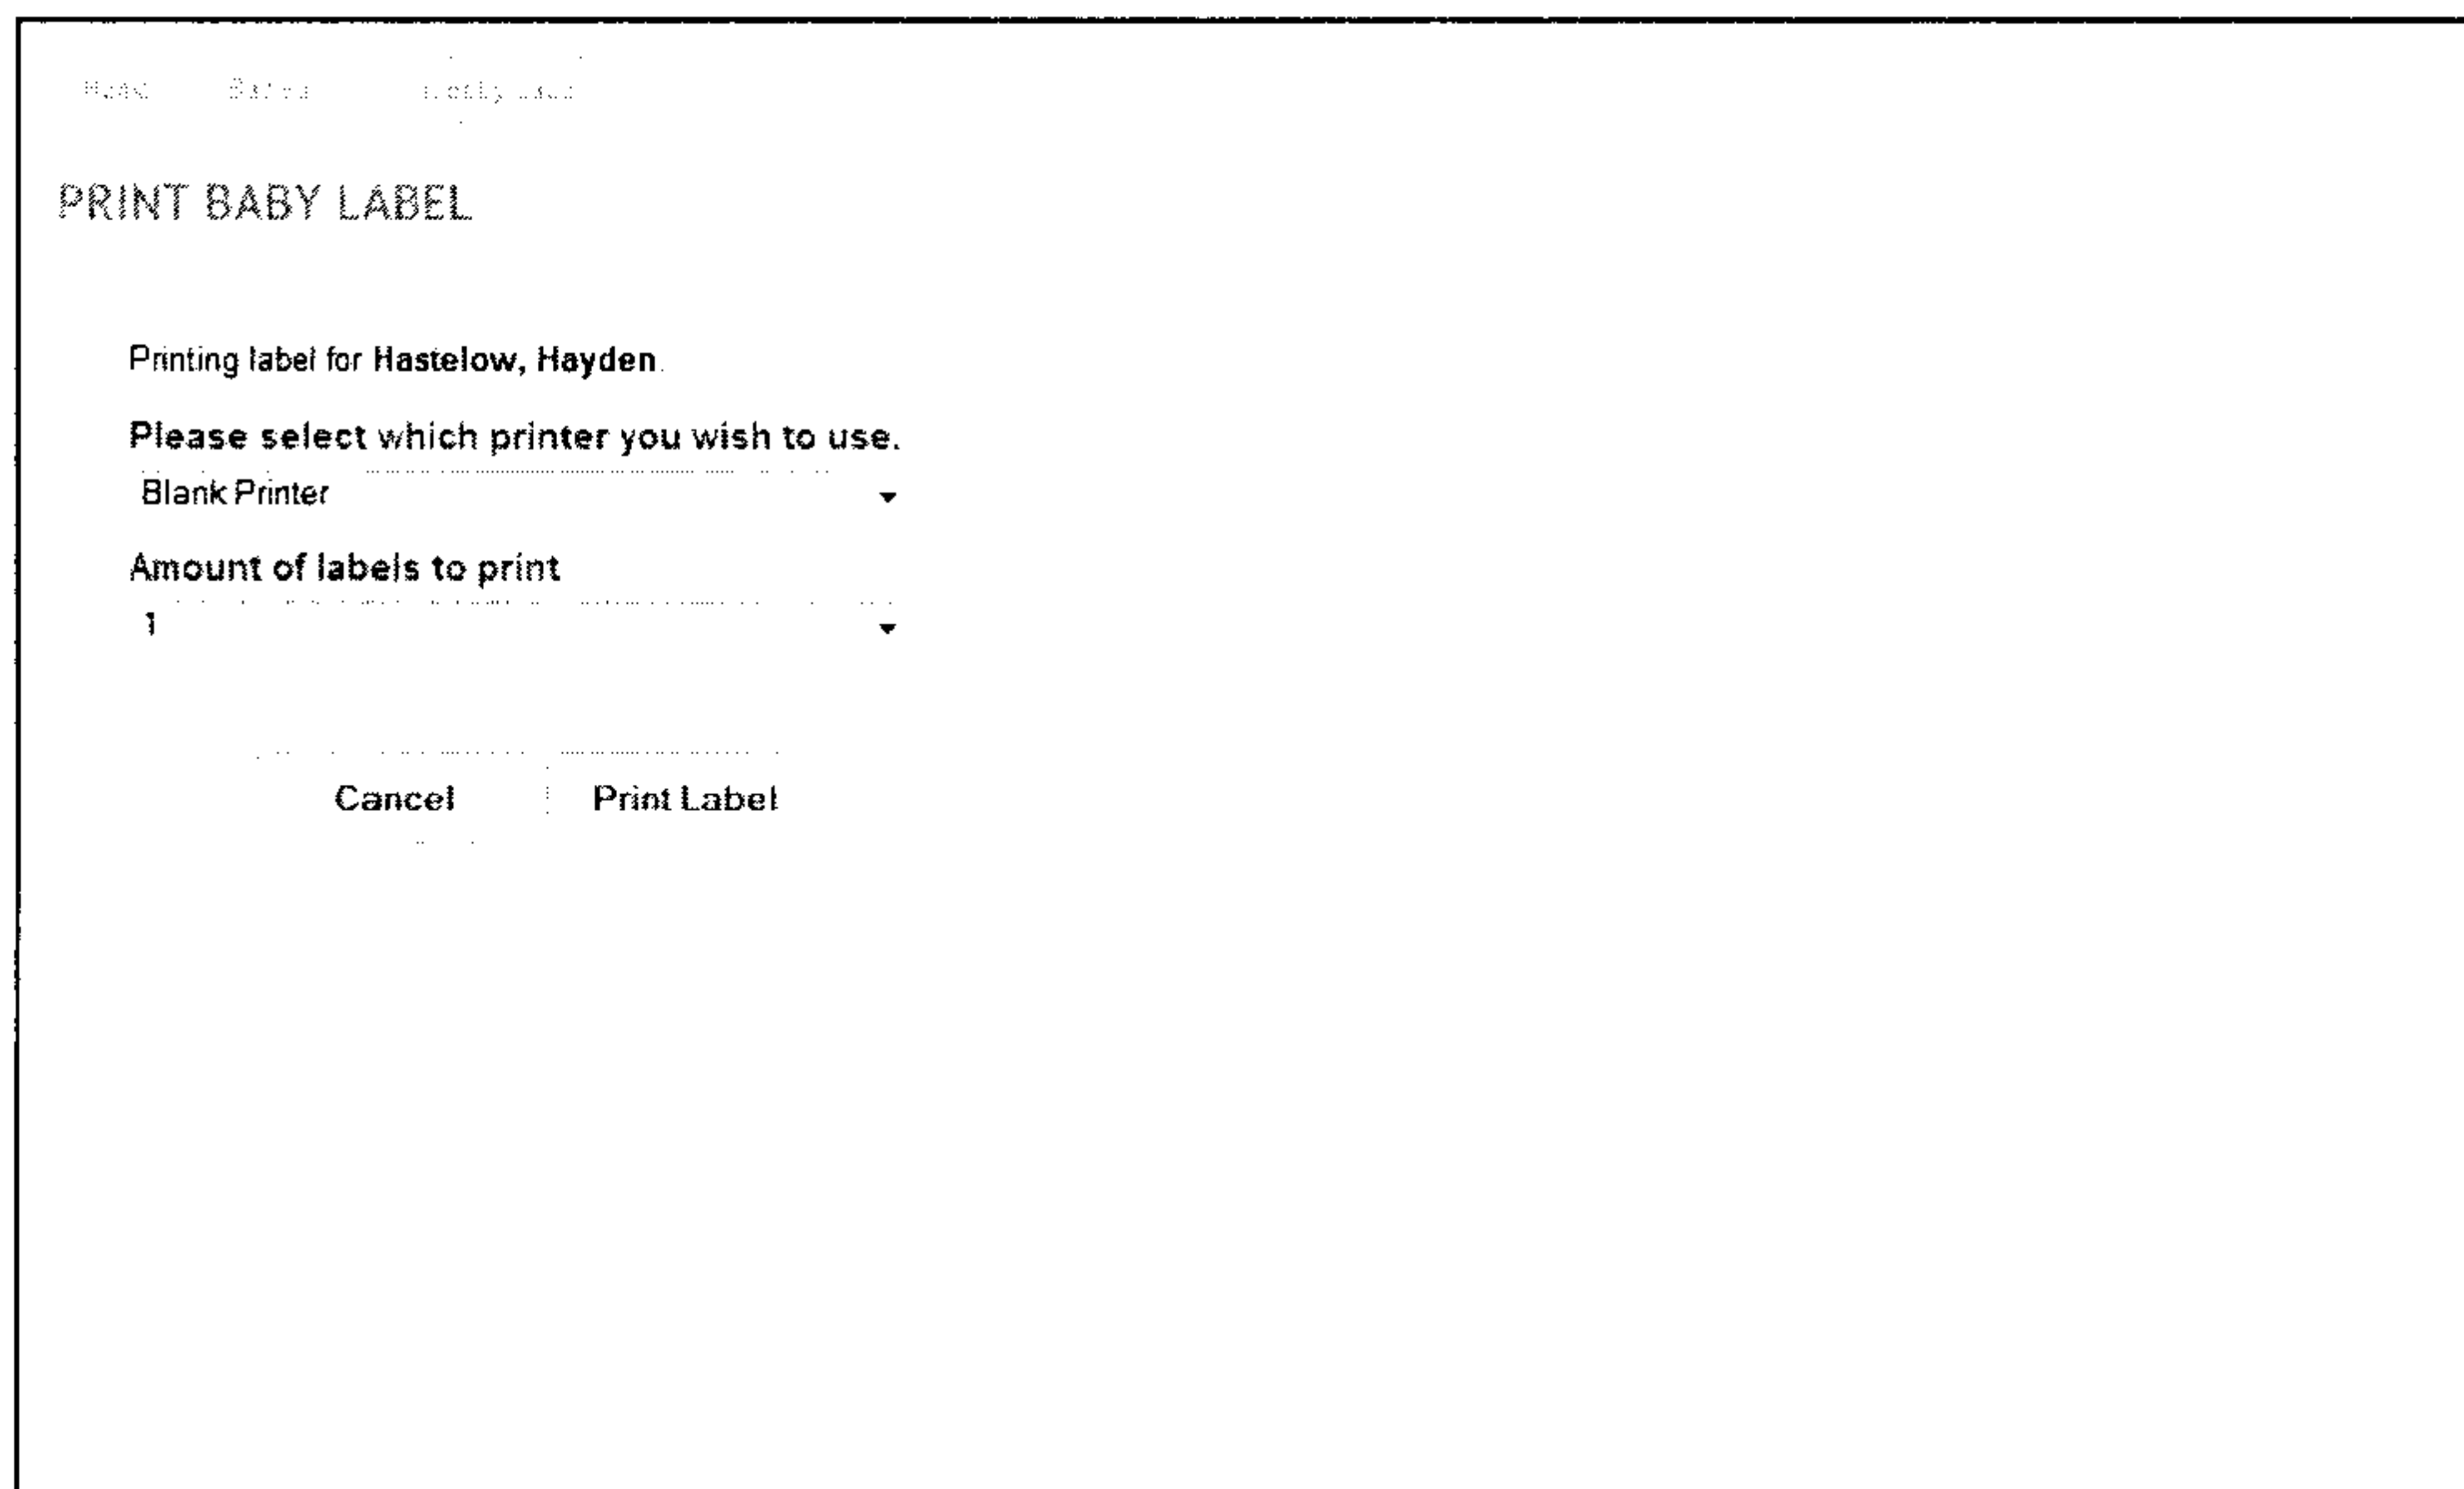 PRINT BABY LABEL
Printing label for Hastelow, Hayden.
Please select which printer you wish to use.
Blank Printer
Amount of labels to print
1
Cancel Print Label